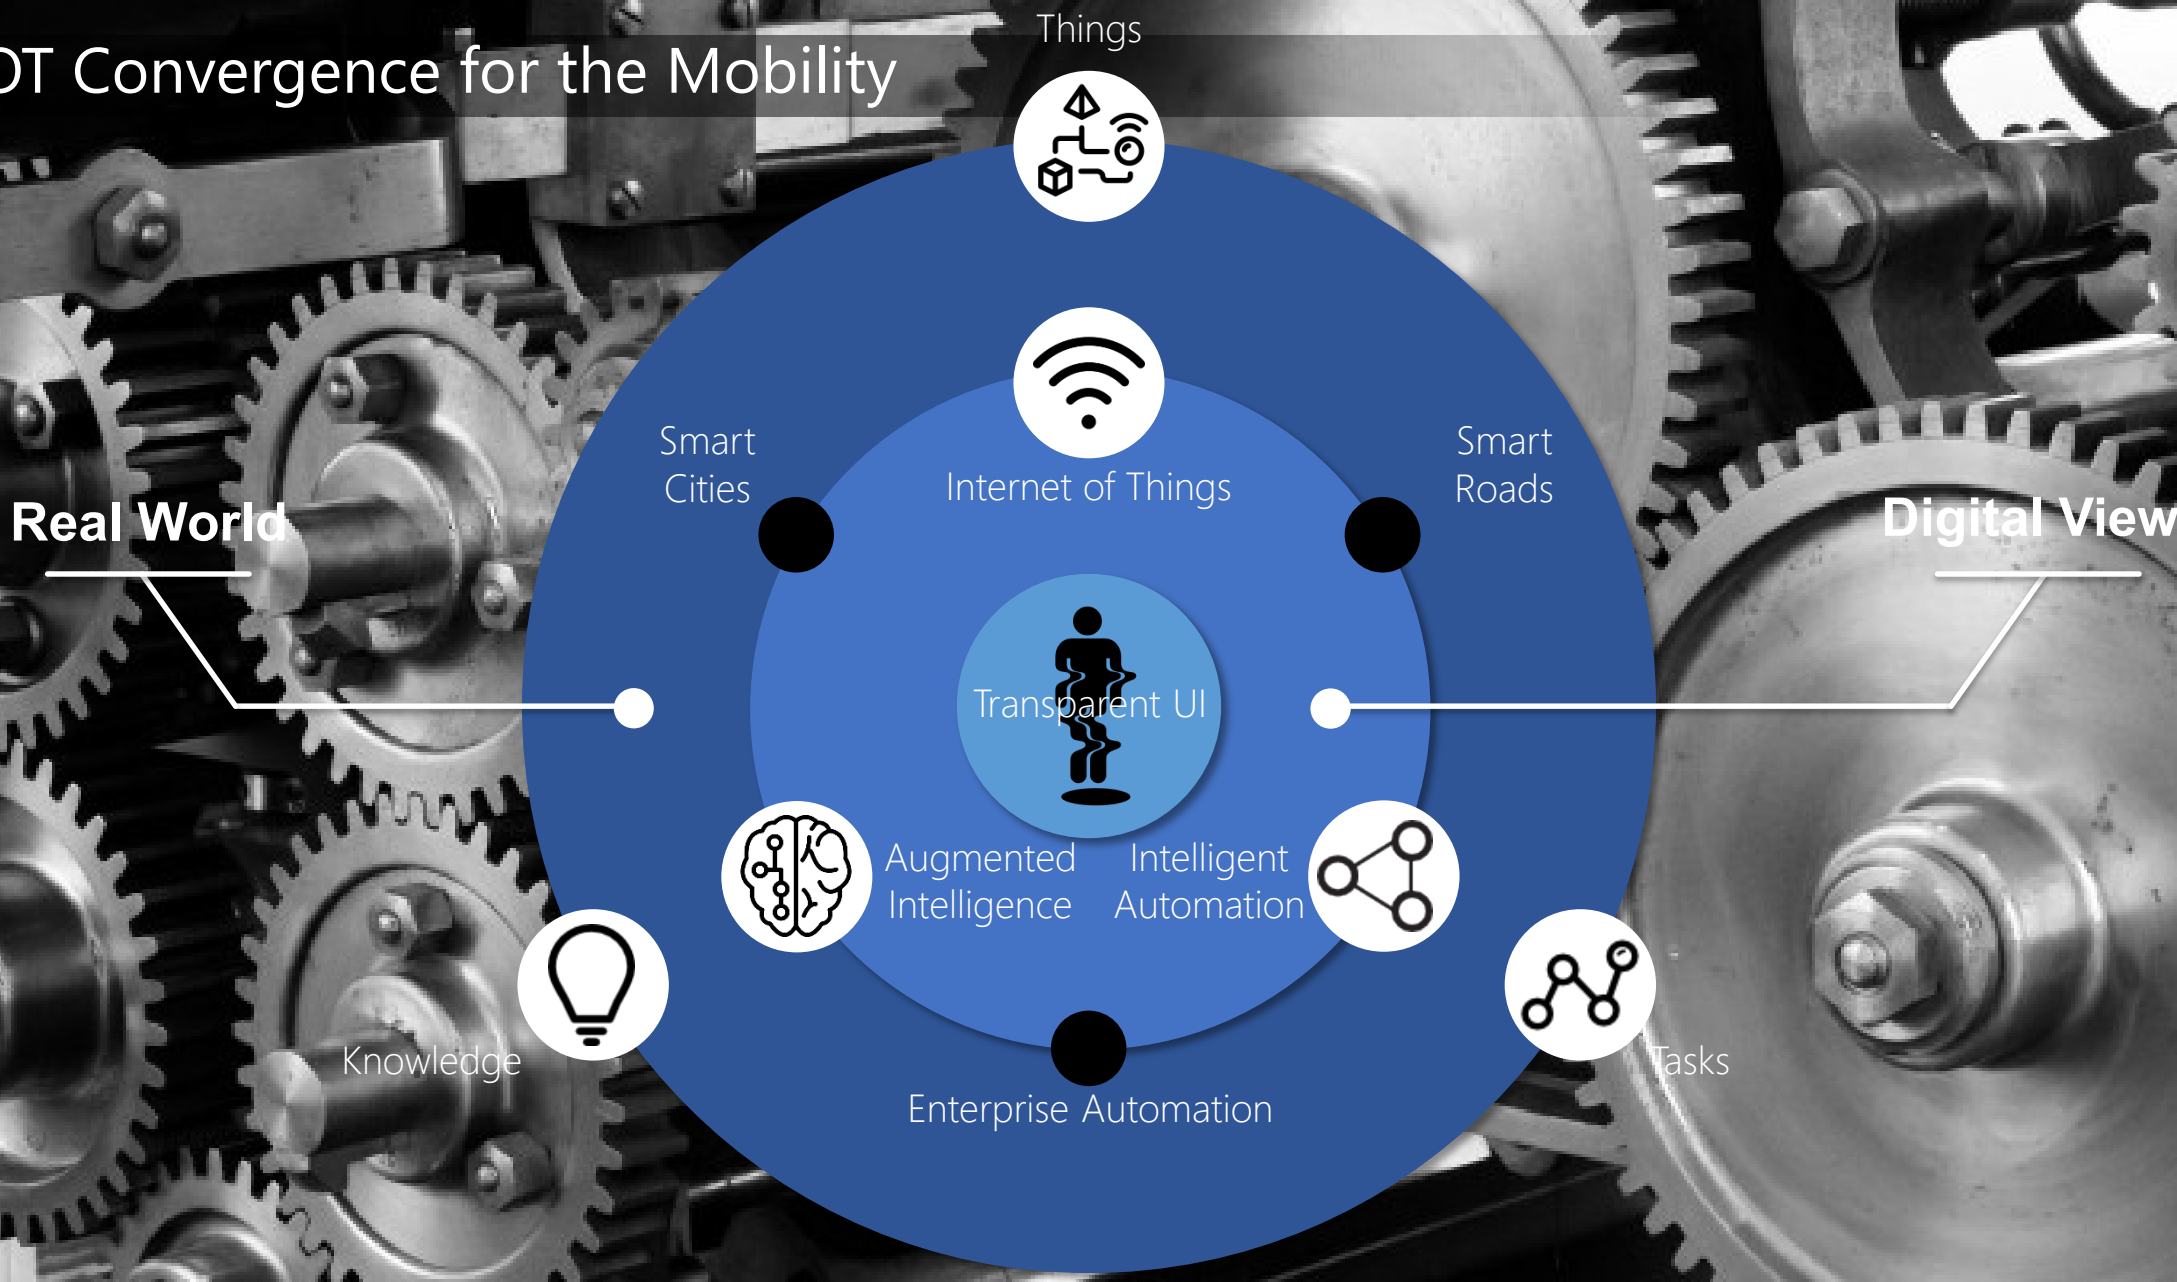 Things
OT Convergence for the Mobility
Smart
Cities
Internet of Things
Smart
Roads
Real World
Digital View
Transparent UI
Augmented
Intelligence
Intelligent
Automation
Knowledge
Tasks
Enterprise Automation